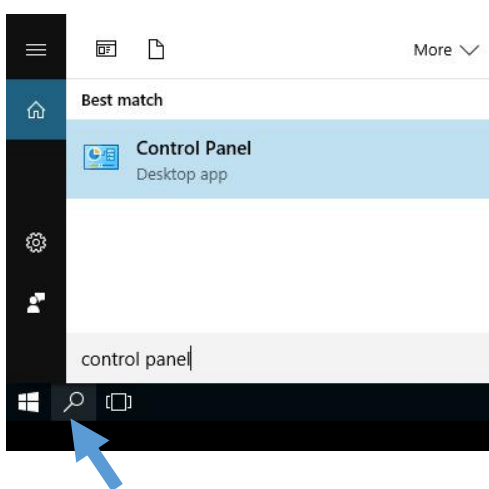 More
Best match
Control Panel
Desktop app
control panel